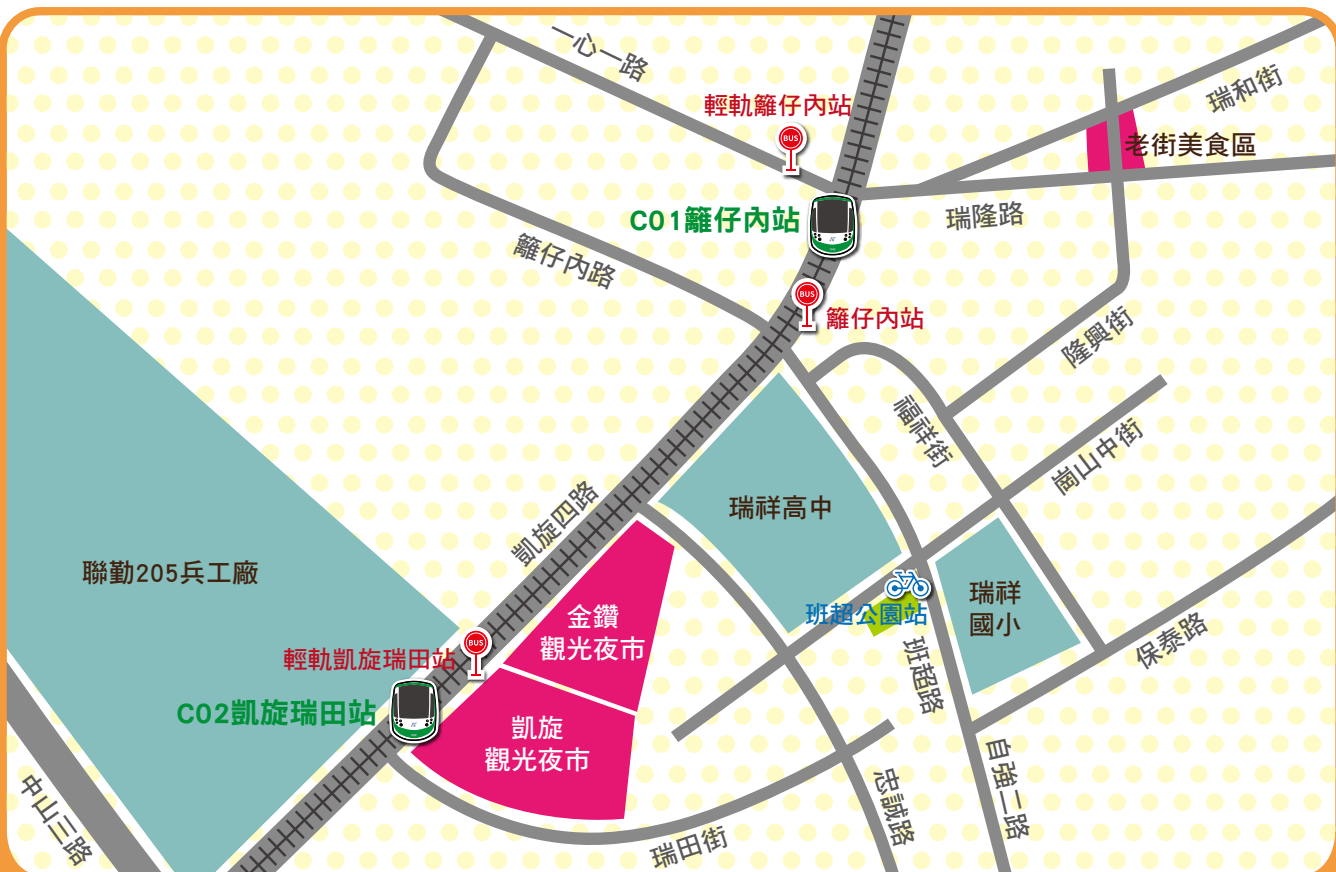 一心一路
瑞和街
輕軌籬仔內站
BUS
老街美食區
C01籬仔內站
瑞隆路
籬仔內路
BUS
籬仔內站
隆興街
福祥街
崗山中街
凱旋四路
瑞祥高中
聯勤205兵工廠
瑞祥
國小
班超公園站
金鑽
觀光夜市
保泰路
BUS
輕軌凱旋瑞田站
班超路
C02凱旋瑞田站
凱旋
觀光夜市
自強二路
忠誠路
中山三路
瑞田街